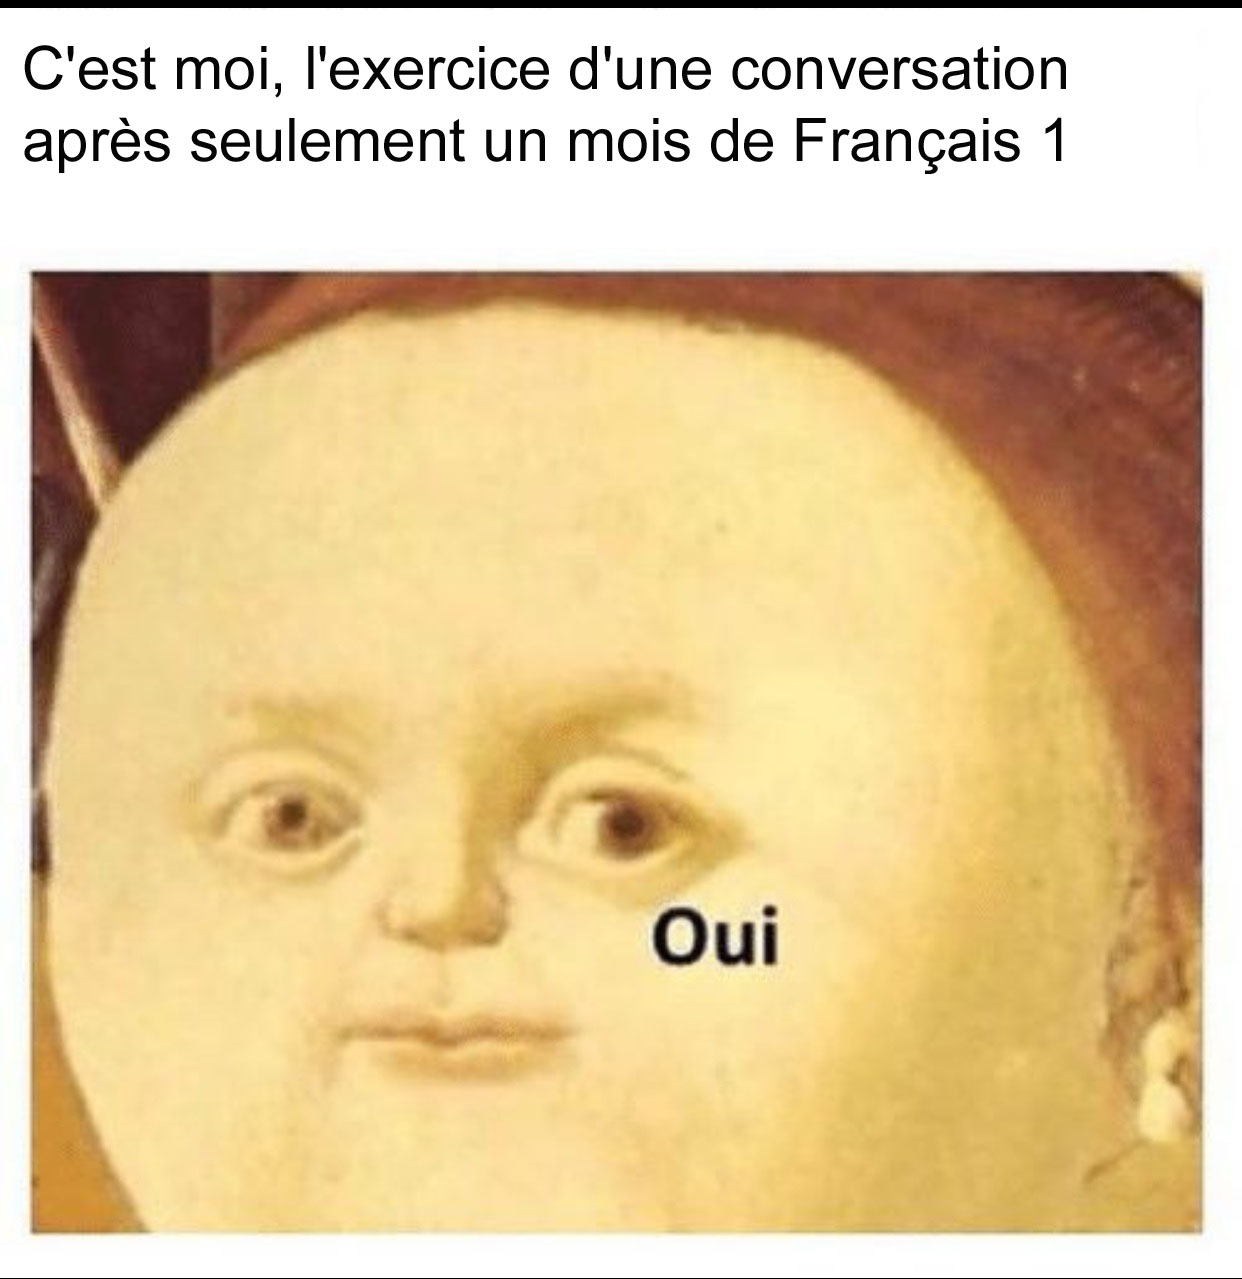 C'est moi, l'exercice d'une conversation
après seulement un mois de Français 1
Oui